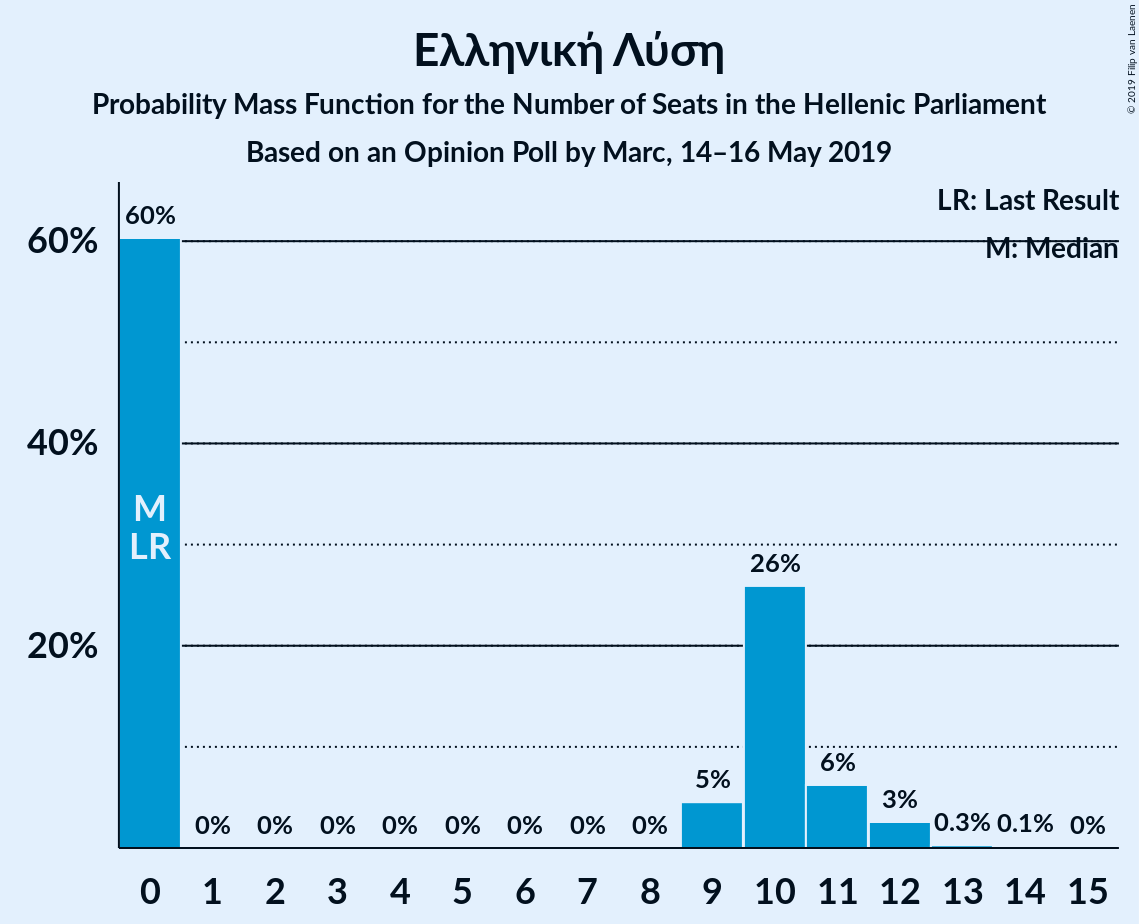 Ελληνική Λύση
Probability Mass Function for the Number of Seats in the Hellenic Parliament
Based on an Opinion Poll by Marc, 14–16 May 2019
© 2019 Filip van Laenen
LR: Last Result
M: Median
60%
40%
20%
60%
M
LR
0%
0%
0%
0%
0%
0%
0%
0%
5%
26%
6%
3%
0.3%
0.1%
0%
0 1 2 3 4 5 6 7 8 9 10 11 12 13 14 15